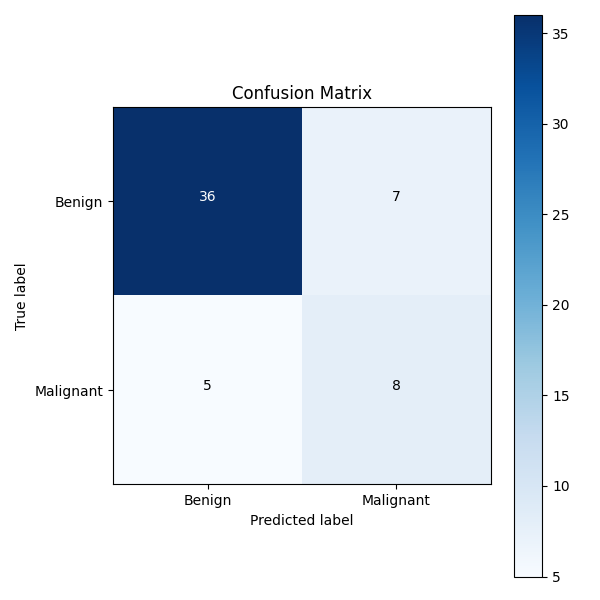 Confusion Matrix
True label
Benign
36
7
Malignant
5
8
Benign
Malignant
Predicted label
35
30
25
20
15
10
5